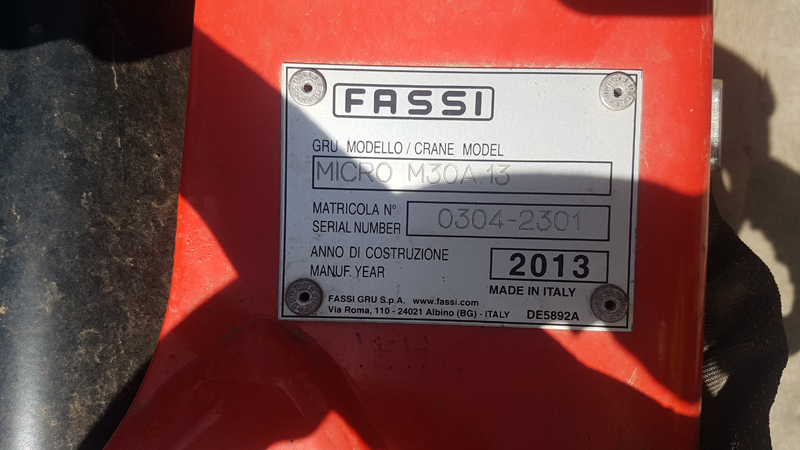 FASSI
GRU MODELLO / CRANE MODEL
MICRO M30A.13
MATRICOLA N°
SERIAL NUMBER
0304-2301
ANNO DI COSTRUZIONE
MANUF. YEAR
2013
MADE IN ITALY
FASSI GRU S.p.A. www.fassi.com
Via Roma, 110 - 24021 Albino (BG) - ITALY DE5892A